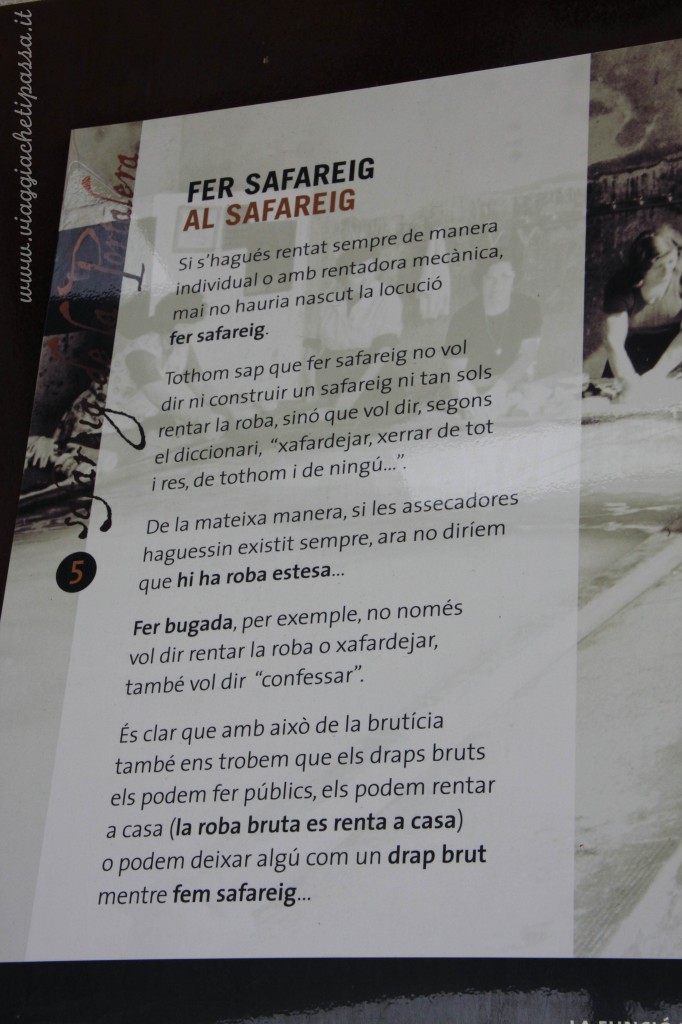 www.viaggiachetipassa.it
safareig de la Pomalera
FER SAFAREIG
AL SAFAREIG
Si s'hagués rentat sempre de manera
individual o amb rentadora mecànica,
mai no hauria nascut la locució
fer safareig.
Tothom sap que fer safareig no vol
dir ni construir un safareig ni tan sols
rentar la roba, sinó que vol dir, segons
el diccionari, “xafardejar, xerrar de tot
i res, de tothom i de ningú...”.
De la mateixa manera, si les assecadores
haguessin existit sempre, ara no diríem
que hi ha roba estesa...
5
Fer bugada, per exemple, no només
vol dir rentar la roba o xafardejar,
també vol dir “confessar”.
És clar que amb això de la brutícia
també ens trobem que els draps bruts
els podem fer públics, els podem rentar
a casa (la roba bruta es renta a casa)
o podem deixar algú com un drap brut
mentre fem safareig...
LA FUNCIÓ